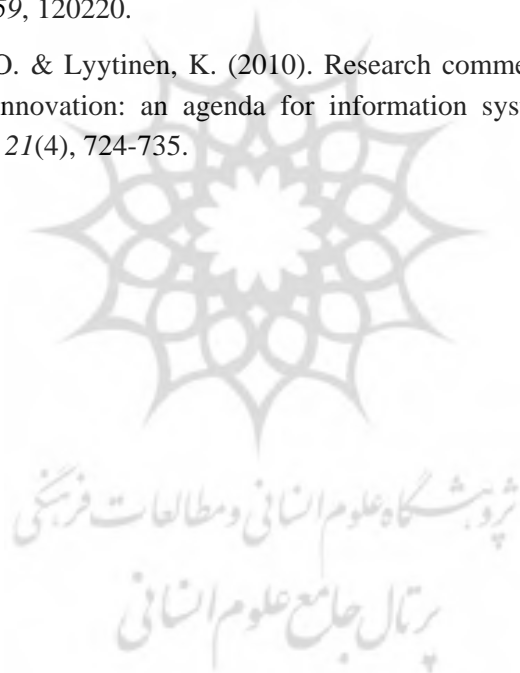 59, 120220.
O. & Lyytinen, K. (2010). Research comme
nnovation: an agenda for information sys
21(4), 724-735.
پژوهشگاه علوم انسانی و مطالعات فرهنگی
پرتال جامع علوم انسانی